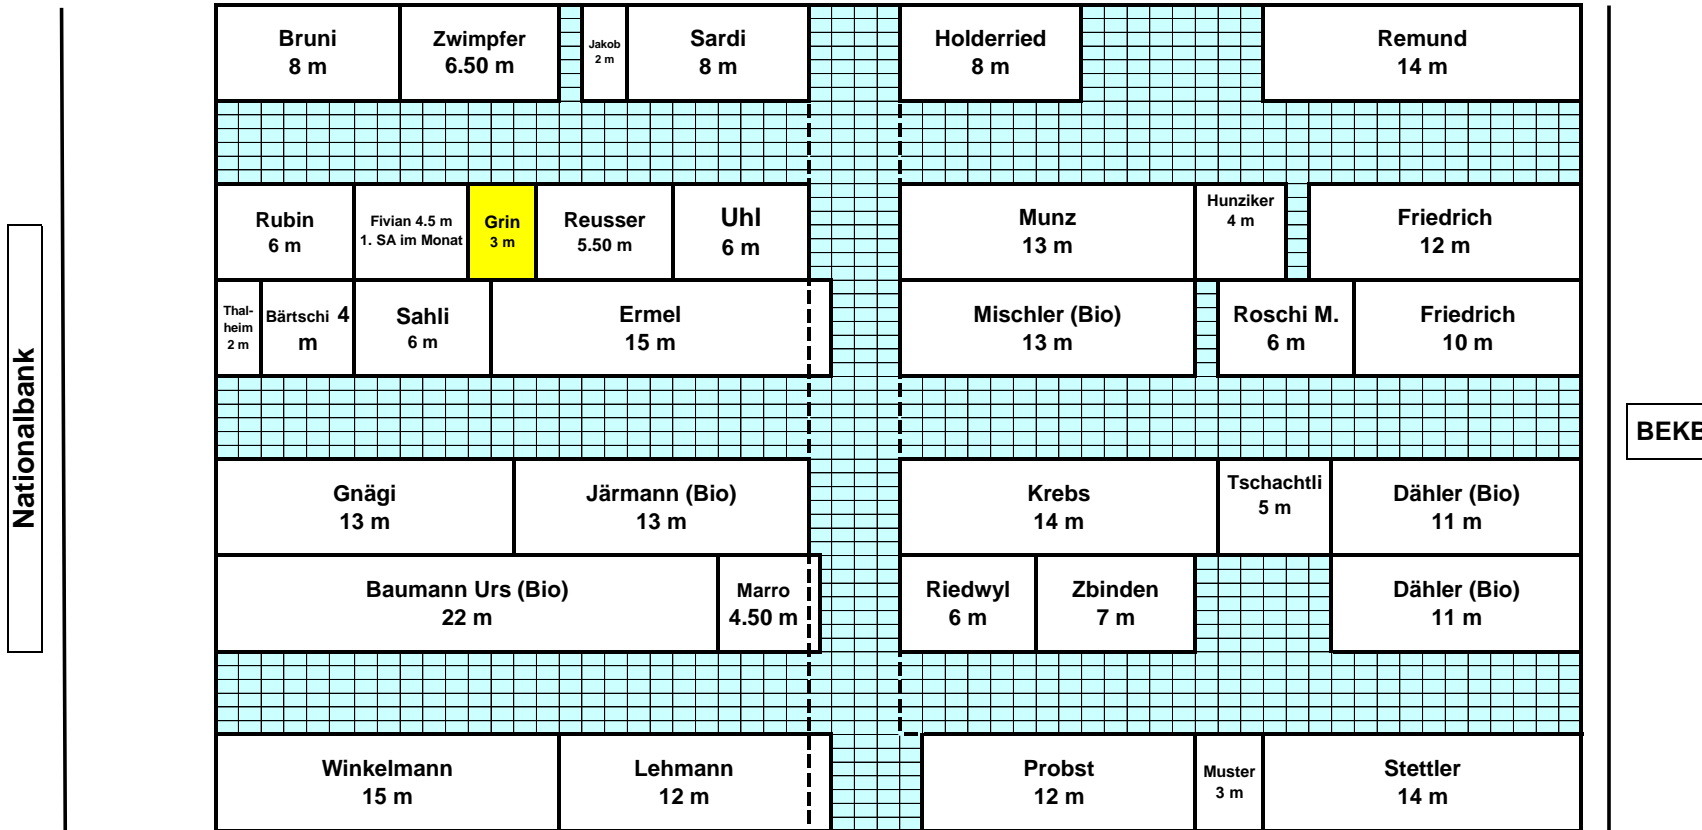 Bruni
8 m
Zwimpfer
6.50 m
Jakob
2 m
Sardi
8 m
Holderried
8 m
Remund
14 m
Rubin
6 m
Fivian 4.5 m
1. SA im Monat
Grin
3 m
Reusser
5.50 m
Uhl
6 m
Munz
13 m
Hunziker
4 m
Friedrich
12 m
Thal-
heim
2 m
Bärtschi 4
m
Sahli
6 m
Ermel
15 m
Mischler (Bio)
13 m
Roschi M.
6 m
Friedrich
10 m
Nationalbank
BEKB
Gnägi
13 m
Järmann (Bio)
13 m
Krebs
14 m
Tschachtli
5 m
Dähler (Bio)
11 m
Baumann Urs (Bio)
22 m
Marro
4.50 m
Riedwyl
6 m
Zbinden
7 m
Dähler (Bio)
11 m
Winkelmann
15 m
Lehmann
12 m
Probst
12 m
Muster
3 m
Stettler
14 m